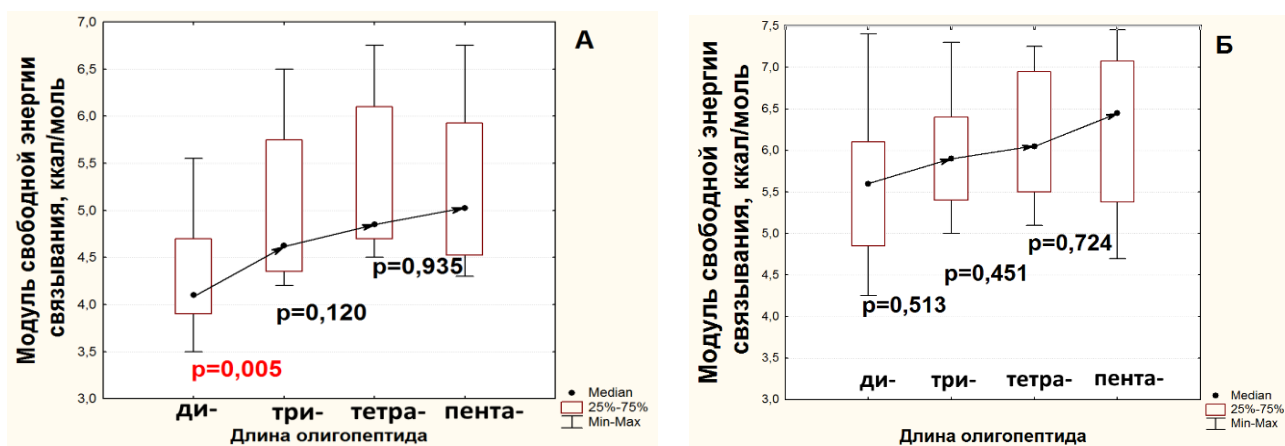 А
Модуль свободной энергии
связывания, ккал/моль
7,0
6,5
6,0
5,5
5,0
4,5
4,0
3,5
3,0
p=0,935
p=0,120
p=0,005
ди- три- тетра- пента-
Длина олигопептида
Median
25%-75%
Min-Max
Б
Модуль свободной энергии
связывания, ккал/моль
7,5
7,0
6,5
6,0
5,5
5,0
4,5
4,0
3,5
3,0
p=0,724
p=0,451
p=0,513
ди- три- тетра- пента-
Длина олигопептида
Median
25%-75%
Min-Max